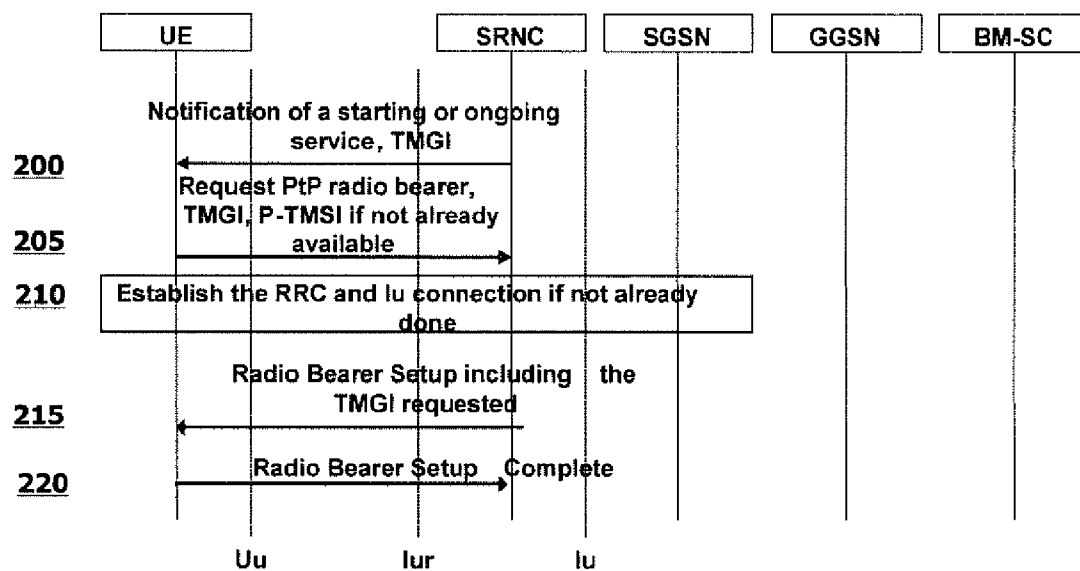 UE SRNC SGSN GGSN BM-SC
Notification of a starting or ongoing
service, TMGI
200
Request PtP radio bearer,
TMGI, P-TMSI if not already
available
205
210
Establish the RRC and Iu connection if not already
done
Radio Bearer Setup including the
TMGI requested
215
Radio Bearer Setup Complete
220
Uu Iur Iu